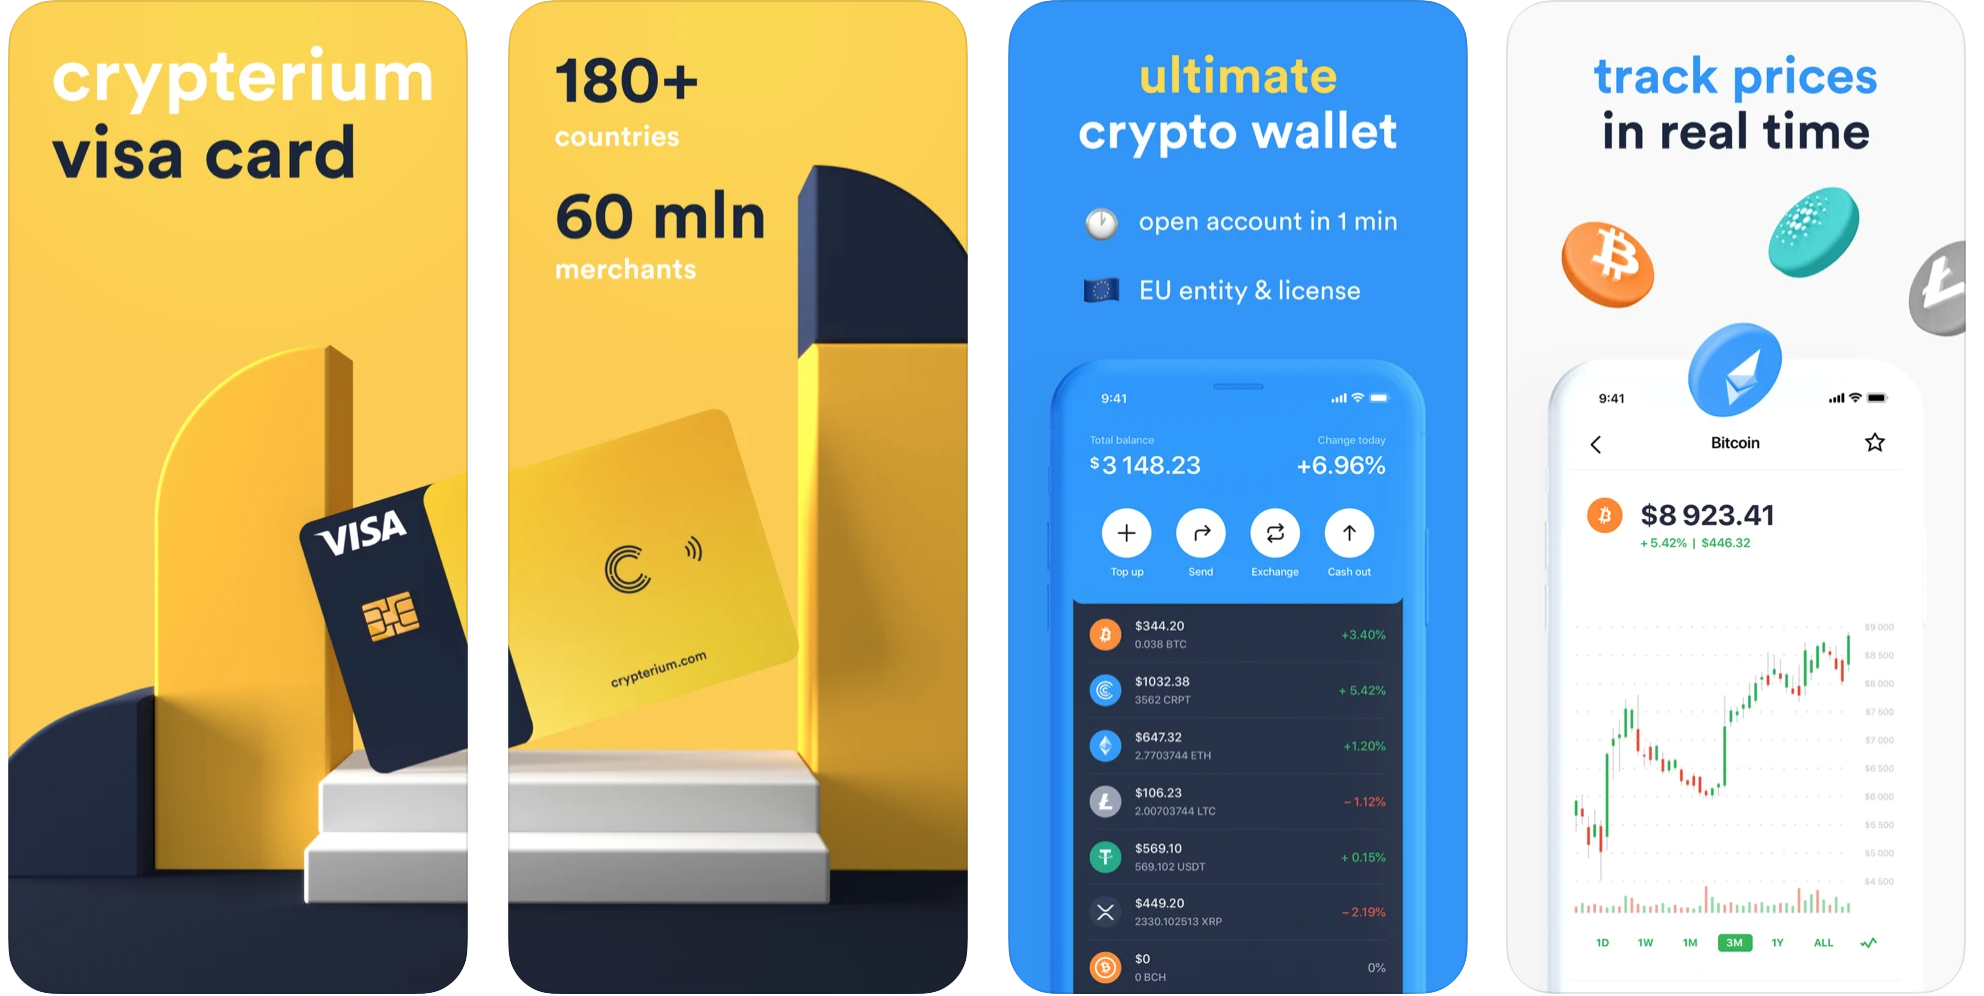 crypterium
visa card
VISA
180+
countries
60 mln
merchants
crypterium.com
ultimate
crypto wallet
open account in 1 min
EU entity & license
9:41
Total balance
Change today
$3 148.23
+6.96%
Top up
Send
Exchange
Cash out
$344.20
0.038 BTC
+3.40%
$1032.38
3562 CRPT
+ 5.42%
$647.32
2.7703744 ETH
+1.20%
$106.23
2.00703744 LTC
−1.12%
$569.10
569.102 USDT
+ 0.15%
$449.20
2330.102513 XRP
−2.19%
$0
0 BCH
0%
track prices
in real time
9:41
Bitcoin
$8 923.41
+5.42% | $446.32
$9 000
$8 500
$8 000
$7 500
$7 000
$6 500
$6 000
$5 500
$5 000
$4 500
1D
1W
1M
3M
1Y
ALL